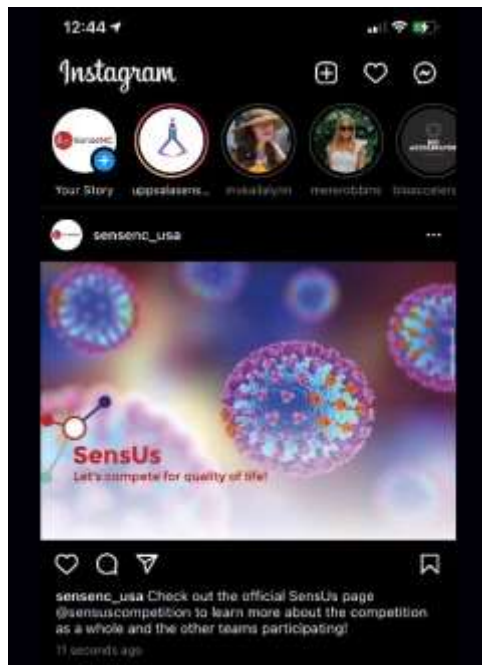 12:44
Instagram
SenseNC
Your Story uppsalasens... mererobbins
sensenc_usa
SensUs
Let's compete for quality of life!
sensenc_usa Check out the official SensUs page
@sensuscompetition to learn more about the competition
as a whole and the other teams participating!
11 seconds ago